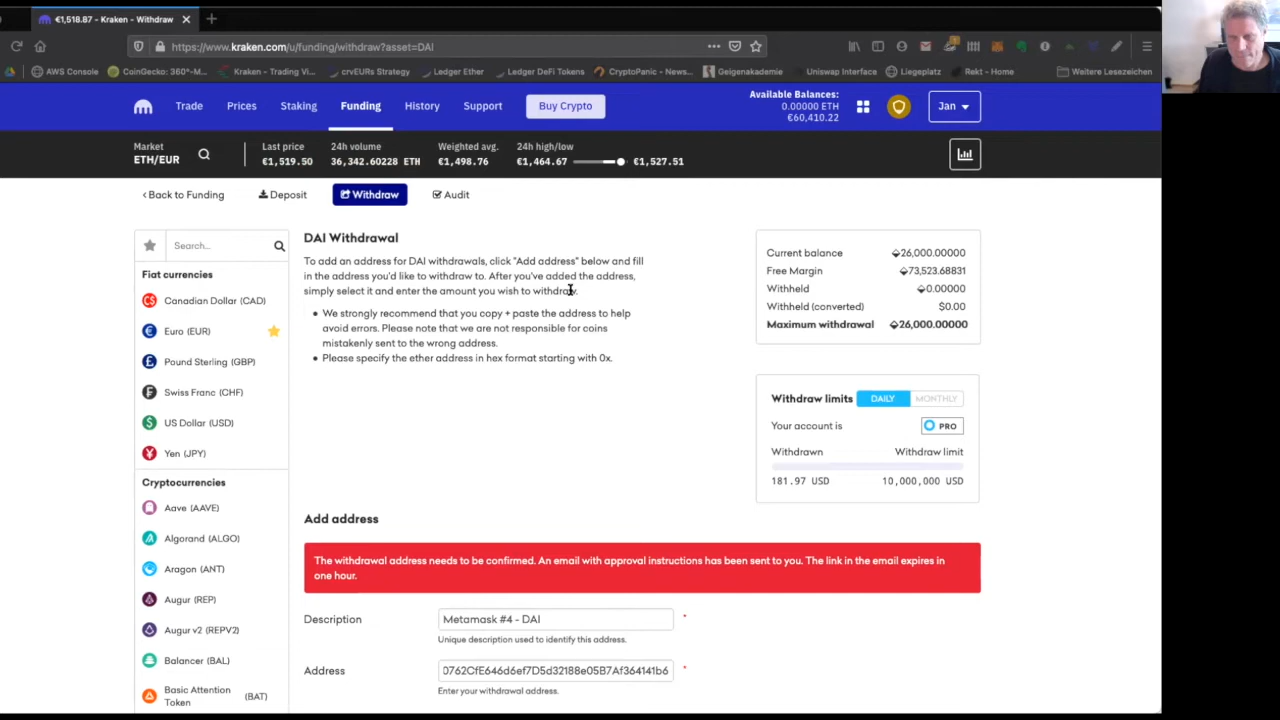 €1,518.87 - Kraken - Withdraw
https://www.kraken.com/u/funding/withdraw?asset=DAI
AWS Console
CoinGecko: 360°-M...
Kraken - Trading Vi...
crvEURs Strategy
Ledger Ether
Ledger DeFi Tokens
CryptoPanic - News...
Geigenakademie
Uniswap Interface
Liegeplatz
Rekt - Home
Weitere Lesezeichen
Trade
Prices
Staking
Funding
History
Support
Buy Crypto
Available Balances:
0.00000 ETH
€60,410.22
Jan
Market
ETH/EUR
Last price
€1,519.50
24h volume
36,342.60228 ETH
Weighted avg.
€1,498.76
24h high/low
€1,464.67
€1,527.51
Back to Funding
Deposit
Withdraw
Audit
Search...
Fiat currencies
Canadian Dollar (CAD)
Euro (EUR)
Pound Sterling (GBP)
Swiss Franc (CHF)
US Dollar (USD)
Yen (JPY)
Cryptocurrencies
Aave (AAVE)
Algorand (ALGO)
Aragon (ANT)
Augur (REP)
Augur v2 (REPV2)
Balancer (BAL)
Basic Attention
Token
(BAT)
DAI Withdrawal
To add an address for DAI withdrawals, click "Add address" below and fill
in the address you'd like to withdraw to. After you've added the address,
simply select it and enter the amount you wish to withdraw.
We strongly recommend that you copy + paste the address to help
avoid errors. Please note that we are not responsible for coins
mistakenly sent to the wrong address.
Please specify the ether address in hex format starting with 0x.
Current balance
26,000.00000
Free Margin
73,523.68831
Withheld
0.00000
Withheld (converted)
$0.00
Maximum withdrawal
26,000.00000
Withdraw limits
DAILY
MONTHLY
Your account is
PRO
Withdrawn
Withdraw limit
181.97 USD
10,000,000 USD
Add address
The withdrawal address needs to be confirmed. An email with approval instructions has been sent to you. The link in the email expires in
one hour.
Description
Metamask #4 - DAI
*
Unique description used to identify this address.
Address
0762CfE646d6ef7D5d32188e05B7Af364141b6
*
Enter your withdrawal address.